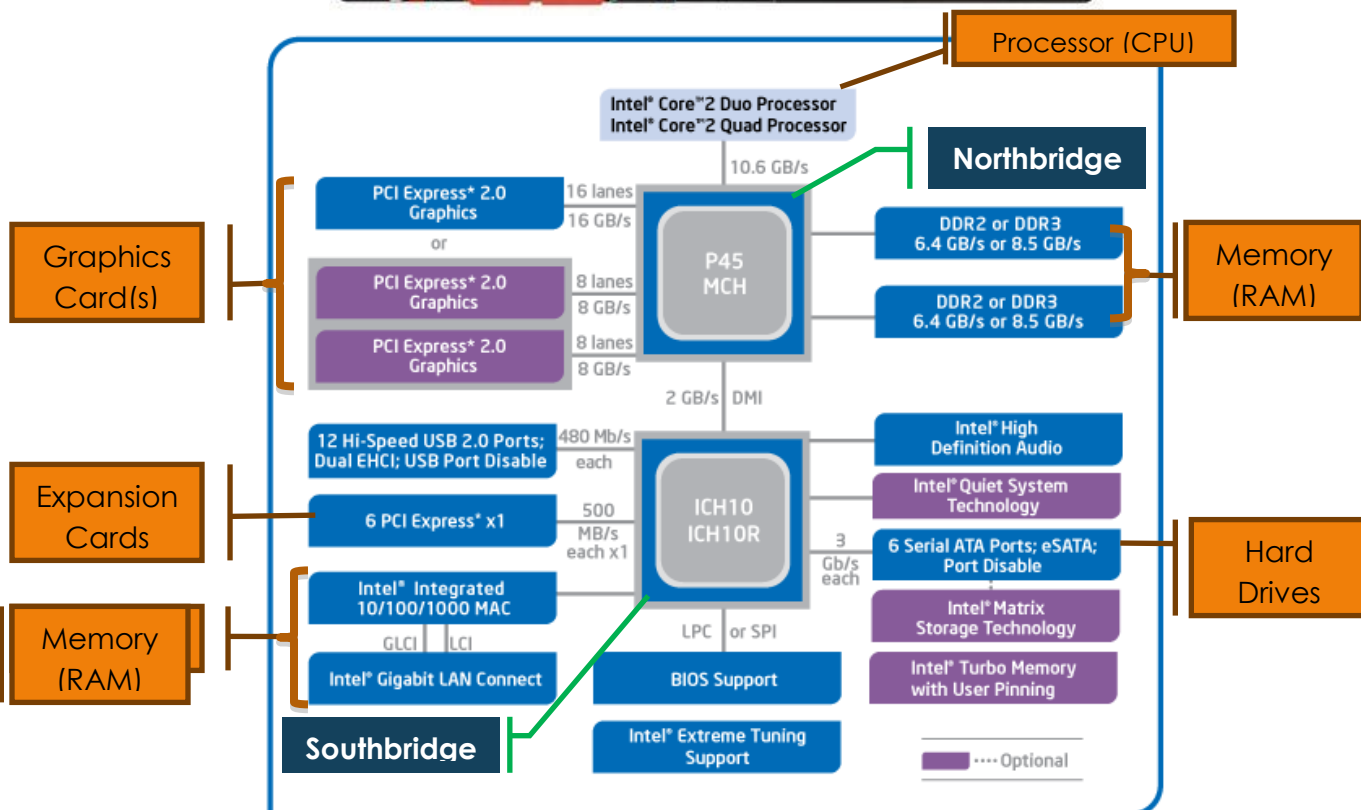 Processor (CPU)
Intel® Core™2 Duo Processor
Intel® Core™2 Quad Processor
10.6 GB/s
Northbridge
Graphics
Card(s)
PCI Express* 2.0
Graphics
16 lanes
16 GB/s
or
PCI Express* 2.0
Graphics
8 lanes
8 GB/s
PCI Express* 2.0
Graphics
8 lanes
8 GB/s
P45
MCH
DDR2 or DDR3
6.4 GB/s or 8.5 GB/s
DDR2 or DDR3
6.4 GB/s or 8.5 GB/s
Memory
(RAM)
2 GB/s DMI
12 Hi-Speed USB 2.0 Ports;
Dual EHCI; USB Port Disable
480 Mb/s
each
Expansion
Cards
6 PCI Express* x1
500
MB/s
each x1
ICH10
ICH10R
Intel® High
Definition Audio
Intel® Quiet System
Technology
3
Gb/s
each
6 Serial ATA Ports; eSATA;
Port Disable
Hard
Drives
Intel® Matrix
Storage Technology
Intel® Turbo Memory
with User Pinning
Memory
(RAM)
Intel® Integrated
10/100/1000 MAC
GLCI LCI
Intel® Gigabit LAN Connect
LPC or SPI
BIOS Support
Southbridge
Intel® Extreme Tuning
Support
Optional